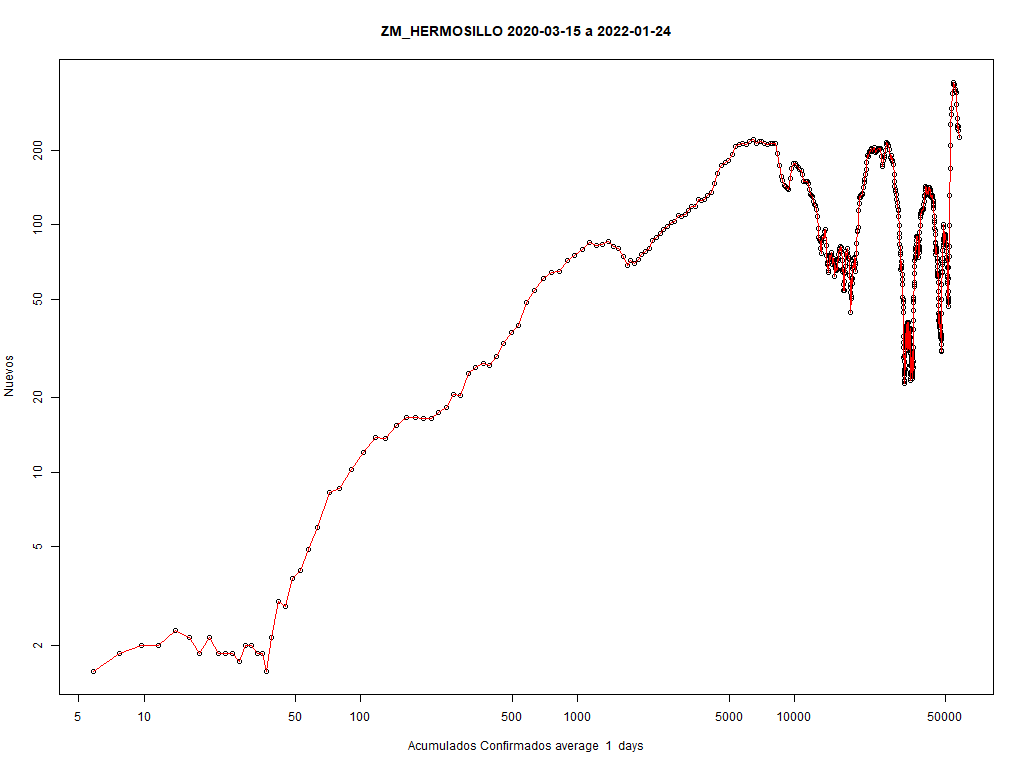 ZM_HERMOSILLO 2020-03-15 a 2022-01-24
Nuevos
200
100
50
20
10
5
2
5 10 50 100 500 1000 5000 10000 50000
Acumulados Confirmados average 1 days